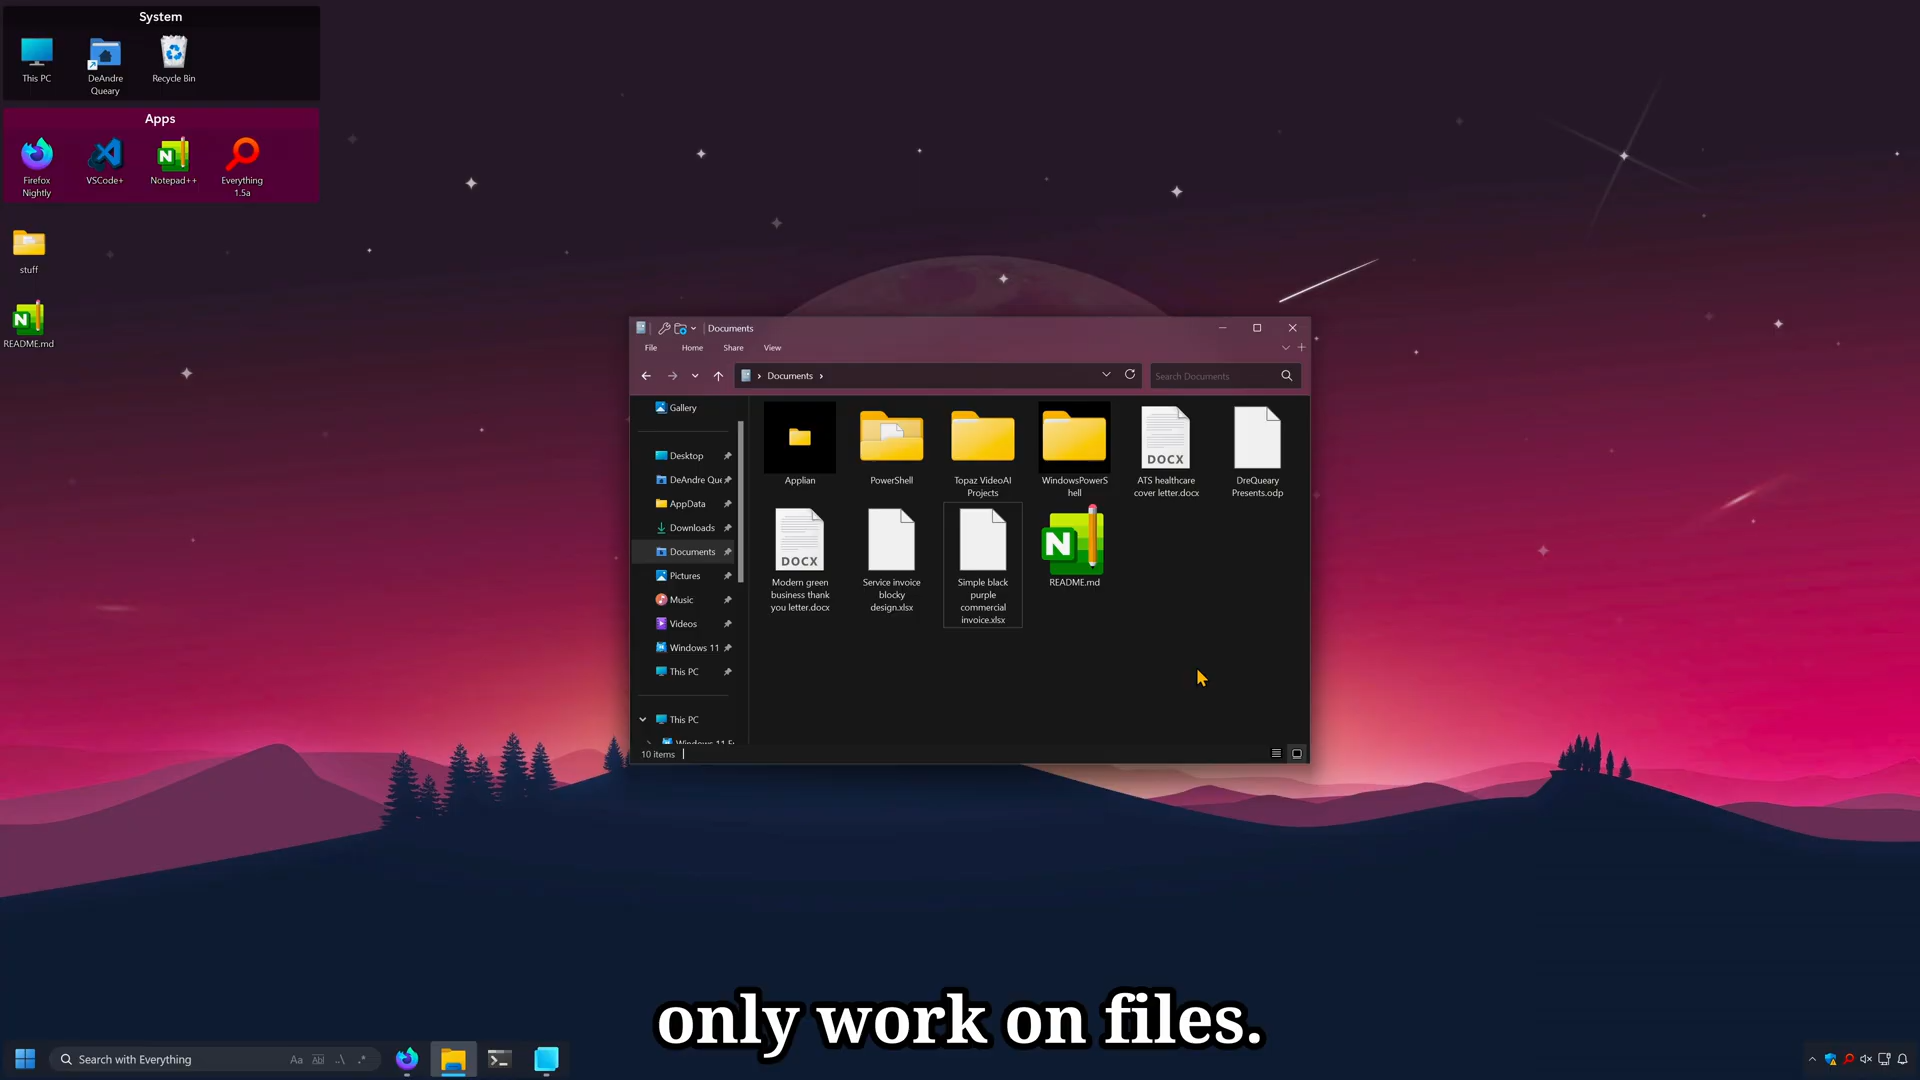 System
This PC
DeAndre
Queary
Recycle Bin
Apps
Firefox
Nightly
VSCode+
Notepad++
Everything
1.5a
stuff
README.md
Documents
File
Home
Share
View
Documents
Search Documents
Gallery
Desktop
DeAndre Que
AppData
Downloads
Documents
Pictures
Music
Videos
Windows 11
This PC
This PC
Applian
PowerShell
Topaz VideoAI
Projects
WindowsPowerS
hell
ATS healthcare
cover letter.docx
DreQueary
Presents.odp
DOCX
DOCX
Modern green
business thank
you letter.docx
Service invoice
blocky
design.xlsx
Simple black
purple
commercial
invoice.xlsx
N
README.md
10 items
only work on files.
Search with Everything
Aa
Ab
..\
.*